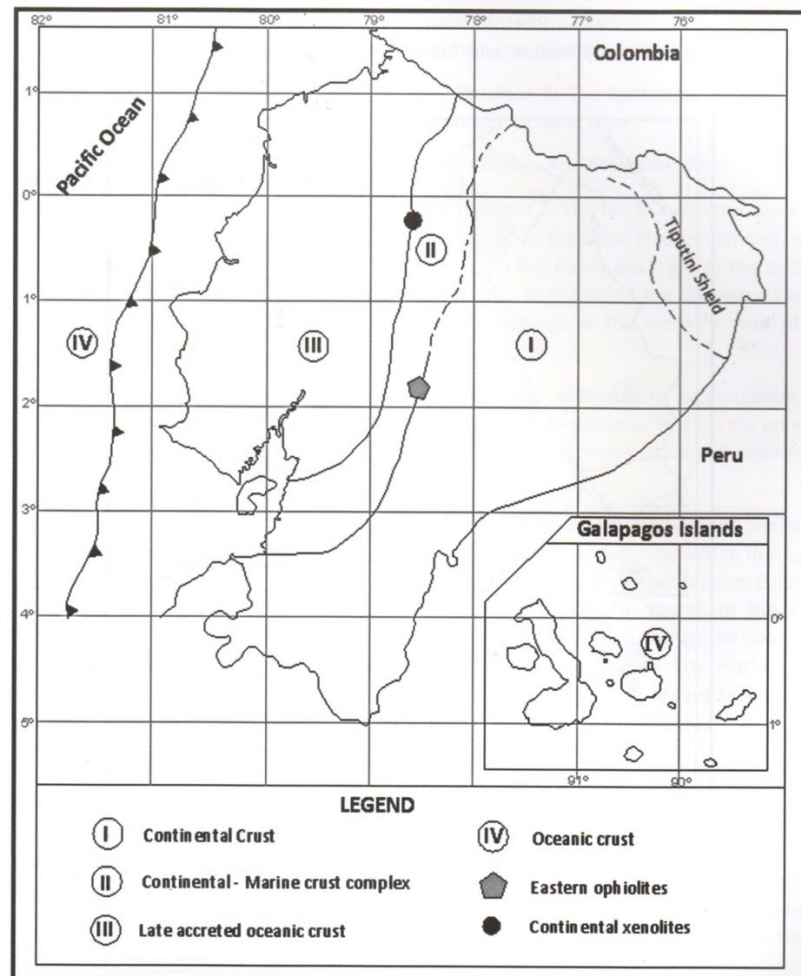 82° 81° 80° 79° 78° 77° 76°
Colombia
Pacific Ocean
1°
0°
Tiputini Shield
II
1°
IV
III
I
2°
Peru
3°
Galapagos Islands
4°
0°
IV
5°
1°
91° 90°
LEGEND
I Continental Crust
IV Oceanic crust
II Continental - Marine crust complex
Eastern ophiolites
III Late accreted oceanic crust
Continental xenolites